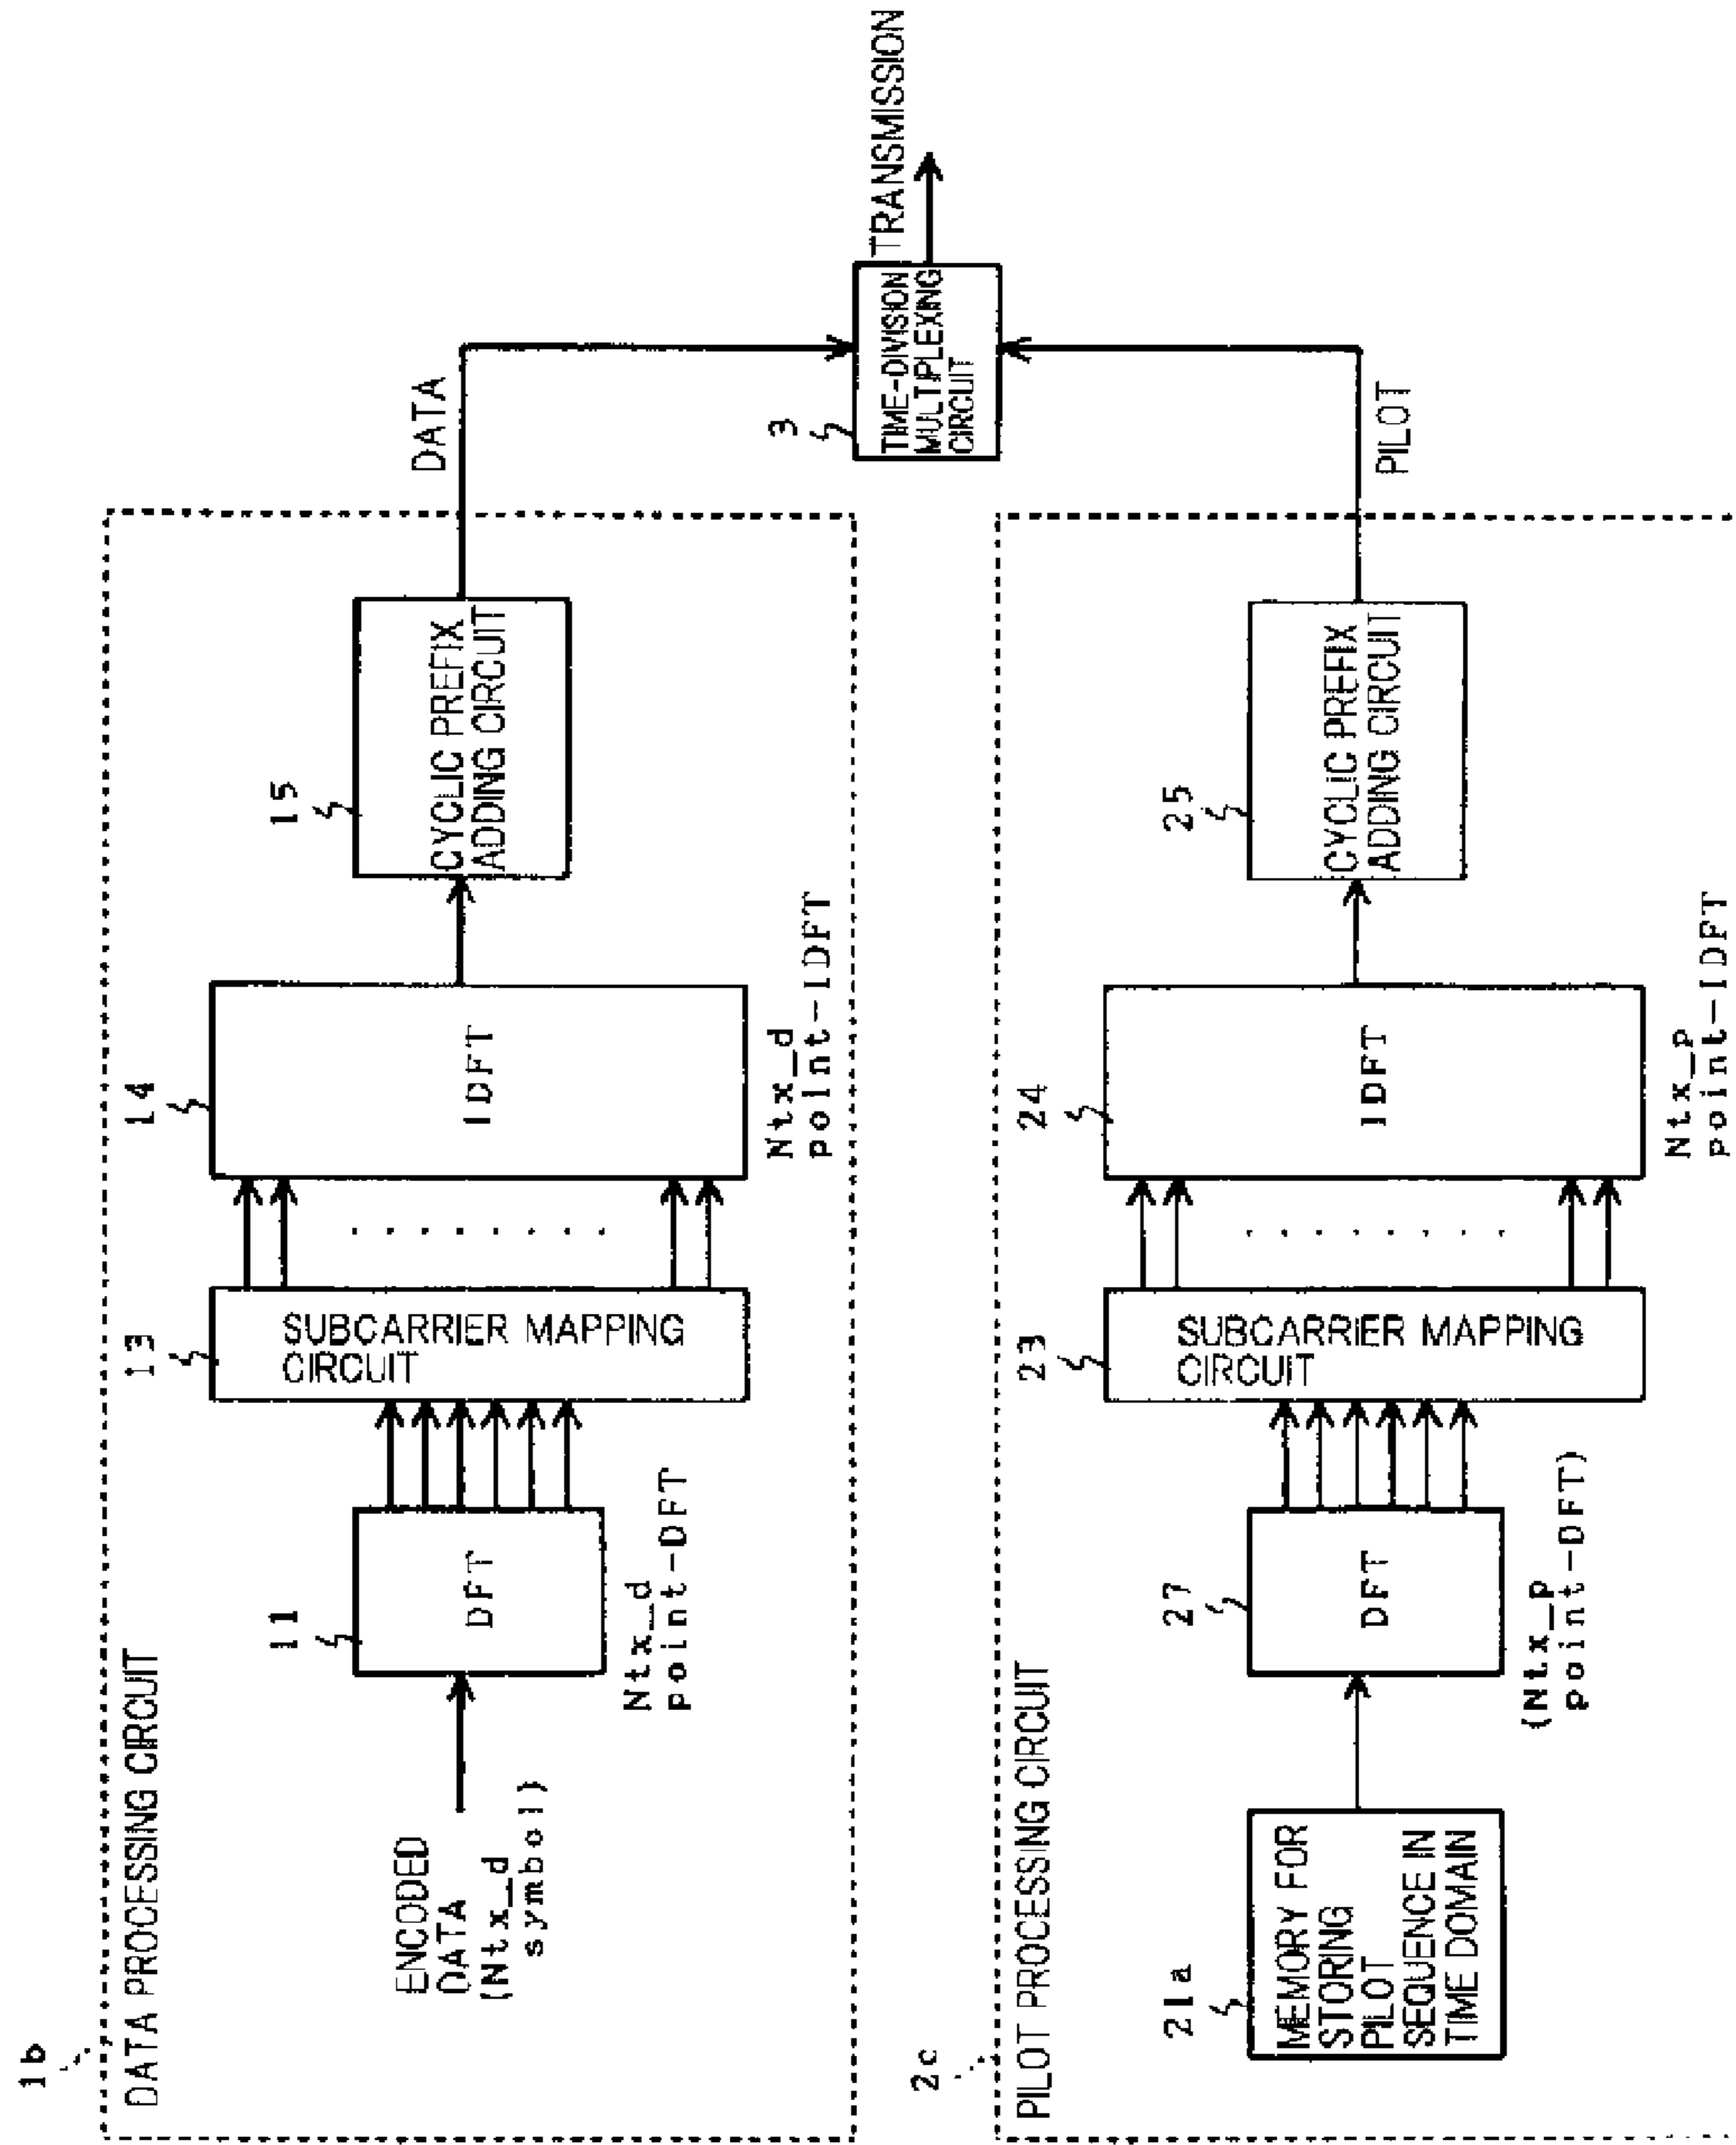 1b
DATA PROCESSING CIRCUIT
ENCODED
DATA
(Ntx_d
symbol)
11
DFT
Ntx_d
point-DFT
13
SUBCARRIER MAPPING
CIRCUIT
14
IDFT
Ntx_d
point-IDFT
15
CYCLIC PREFIX
ADDING CIRCUIT
DATA
3
TIME-DIVISION
MULTIPLEXING
CIRCUIT
TRANSMISSION
2c
PILOT PROCESSING CIRCUIT
21a
MEMORY FOR
STORING
PILOT
SEQUENCE IN
TIME DOMAIN
27
DFT
(Ntx_p
point-DFT)
23
SUBCARRIER MAPPING
CIRCUIT
24
IDFT
Ntx_p
point-IDFT
25
CYCLIC PREFIX
ADDING CIRCUIT
PILOT